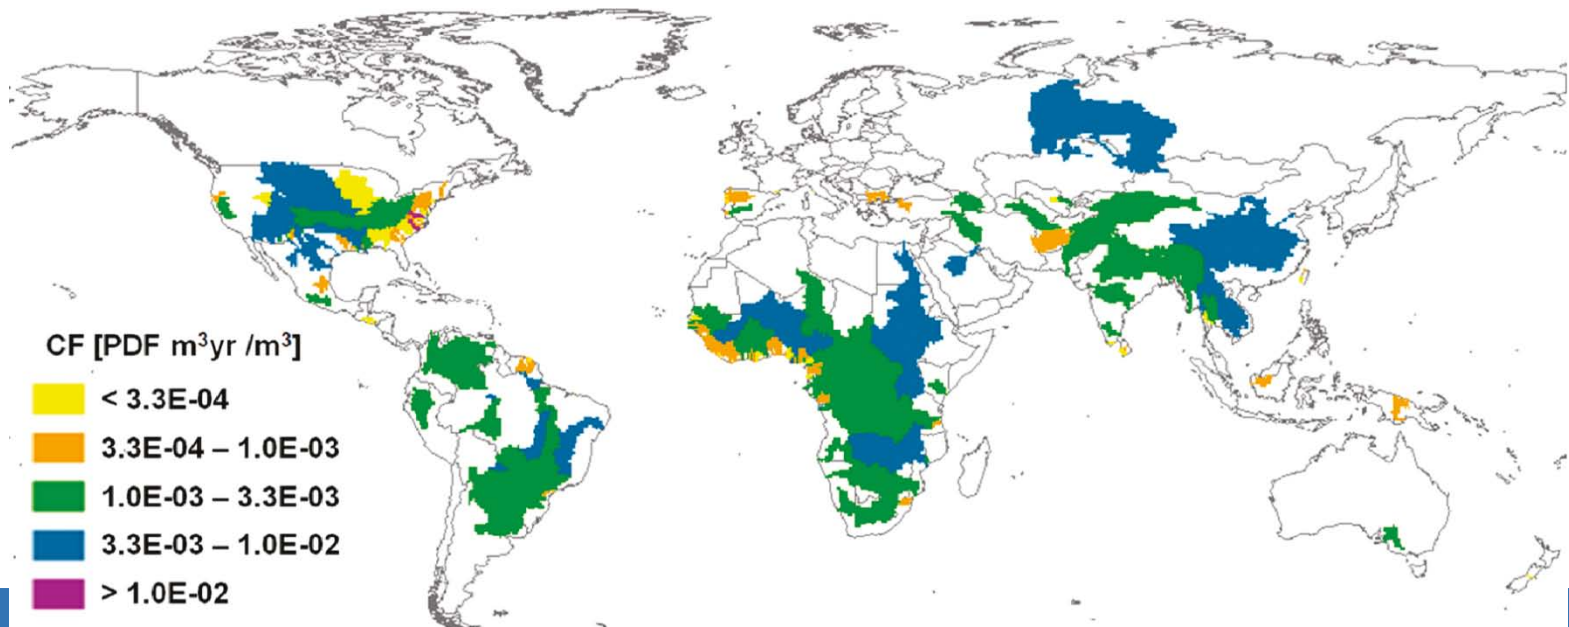 CF [PDF m³yr /m³]
< 3.3E-04
3.3E-04 – 1.0E-03
1.0E-03 – 3.3E-03
3.3E-03 – 1.0E-02
> 1.0E-02